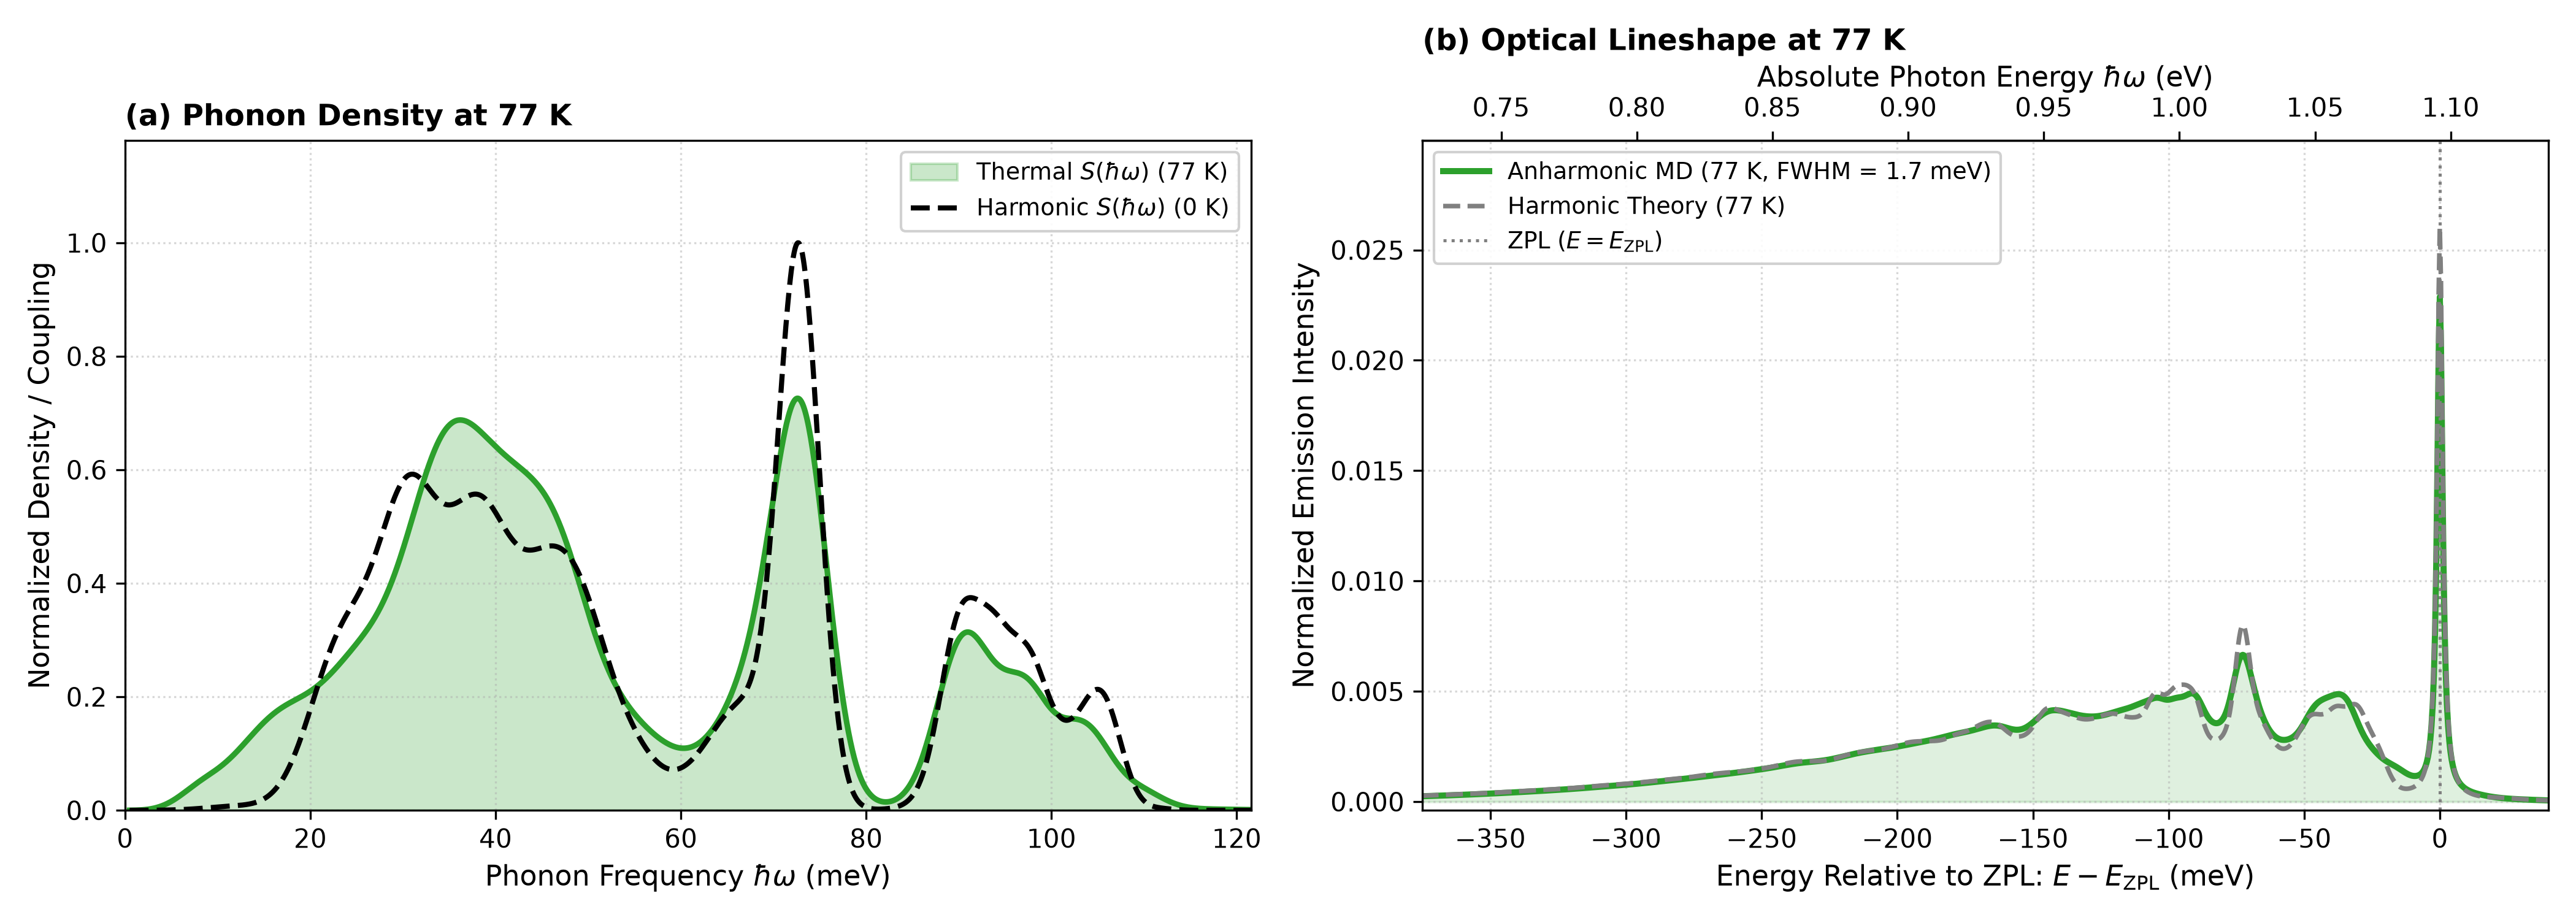 (a) Phonon Density at 77 K
Normalized Density / Coupling
1.0
0.8
0.6
0.4
0.2
0.0
0 20 40 60 80 100 120
Phonon Frequency ℏω (meV)
Thermal S(ℏω) (77 K)
Harmonic S(ℏω) (0 K)
(b) Optical Lineshape at 77 K
Absolute Photon Energy ℏω (eV)
0.75 0.80 0.85 0.90 0.95 1.00 1.05 1.10
Anharmonic MD (77 K, FWHM = 1.7 meV)
Harmonic Theory (77 K)
ZPL (E = E_ZPL)
Normalized Emission Intensity
0.025
0.020
0.015
0.010
0.005
0.000
−350 −300 −250 −200 −150 −100 −50 0
Energy Relative to ZPL: E − E_ZPL (meV)